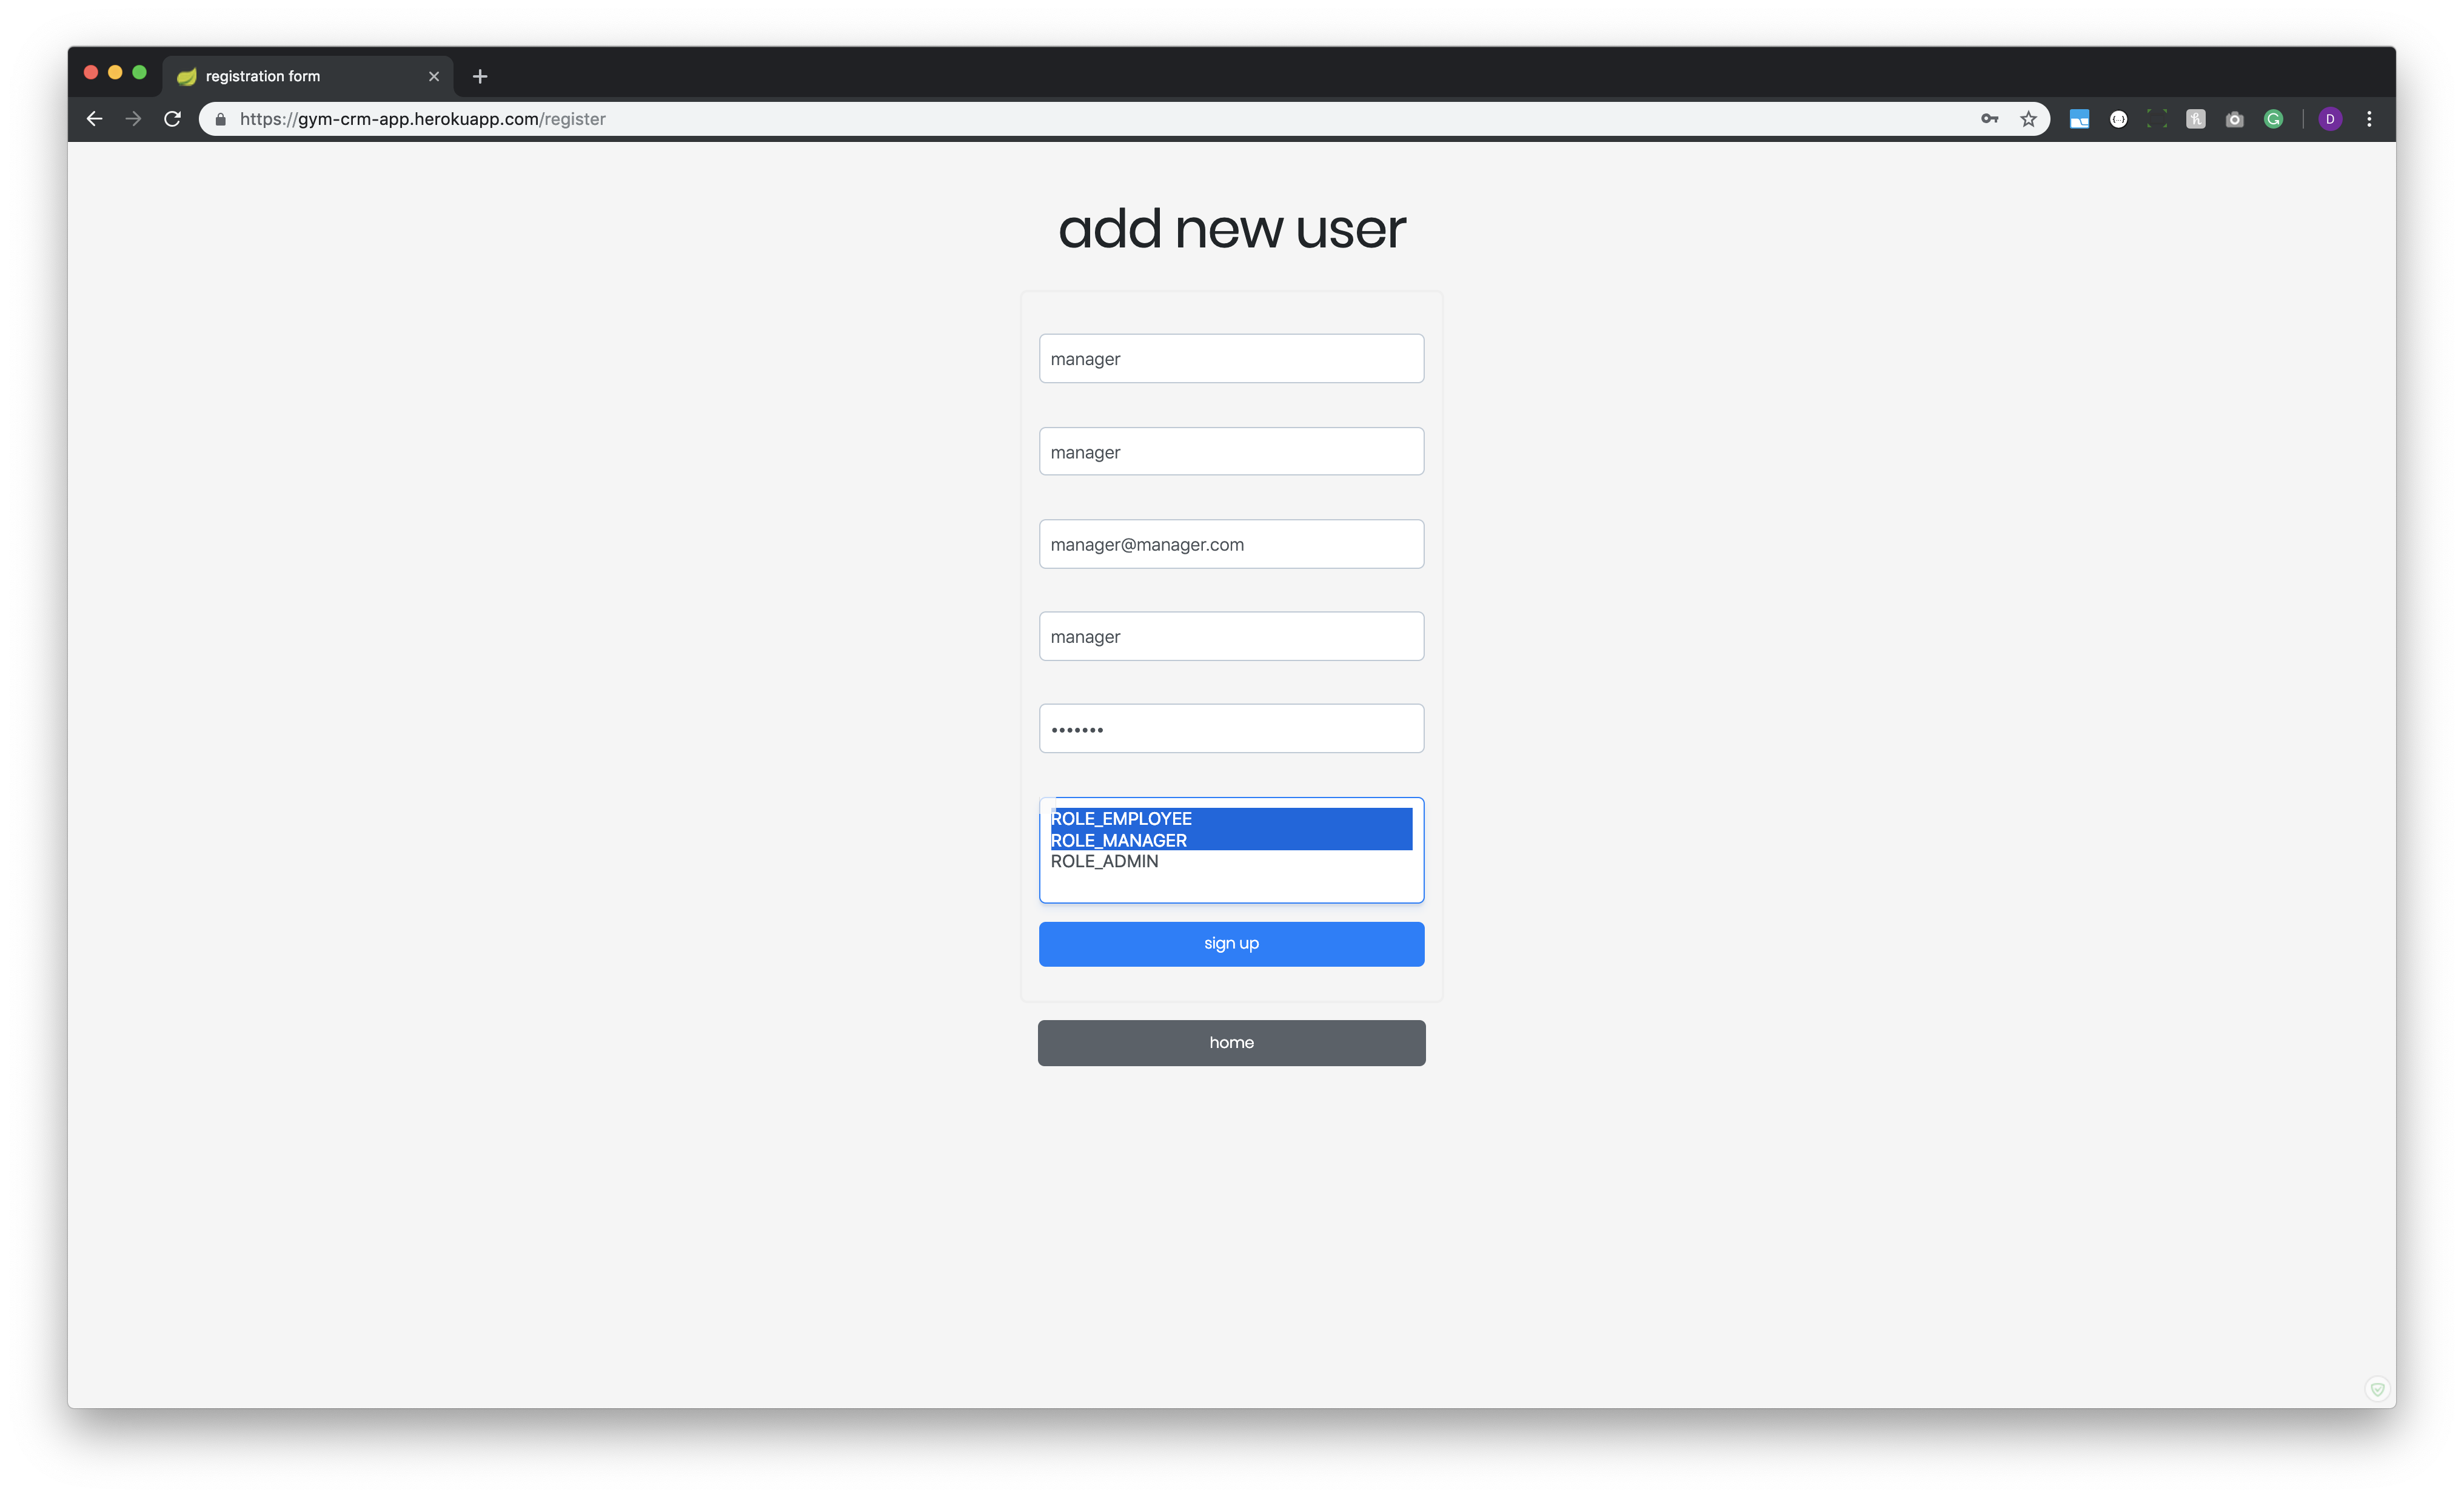 registration form
https://gym-crm-app.herokuapp.com/register
D
add new user
manager
manager
manager@manager.com
manager
•••••••
ROLE_EMPLOYEE
ROLE_MANAGER
ROLE_ADMIN
sign up
home